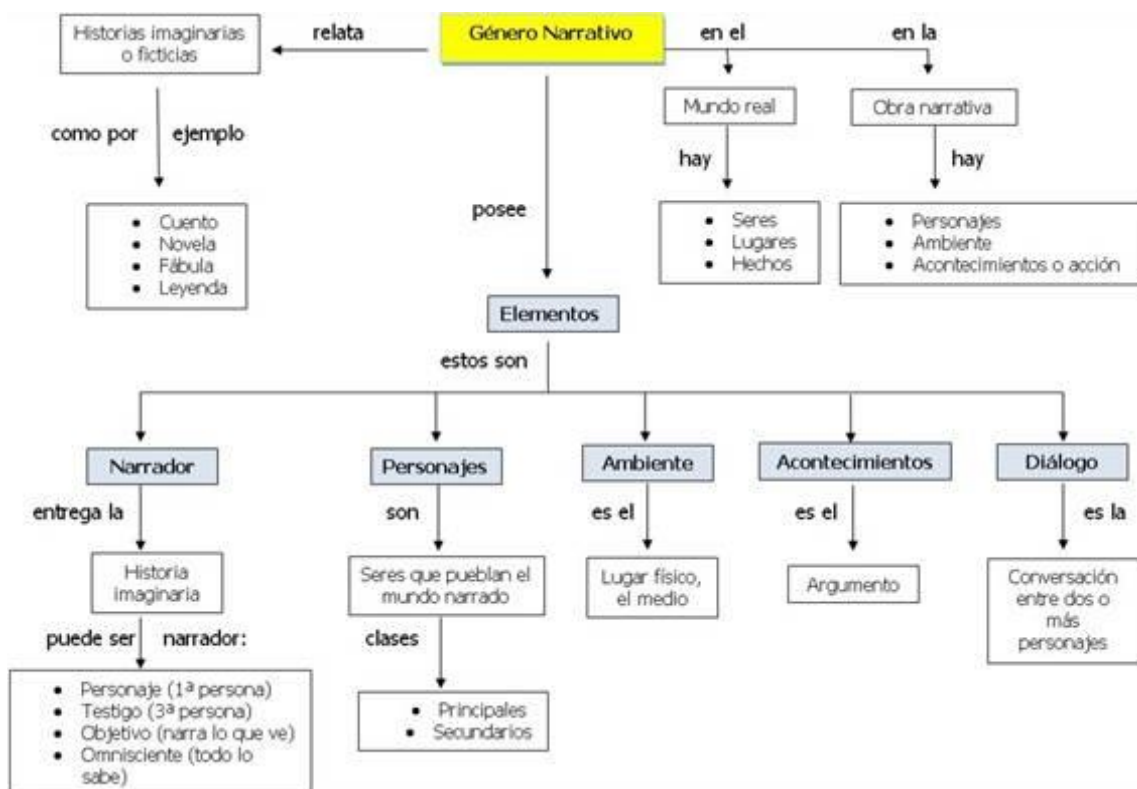 Historias imaginarias
o ficticias
relata
Género Narrativo
en el
en la
Mundo real
Obra narrativa
como por
ejemplo
hay
hay
• Cuento
• Novela
• Fábula
• Leyenda
posee
• Seres
• Lugares
• Hechos
• Personajes
• Ambiente
• Acontecimientos o acción
Elementos
estos son
Narrador
Personajes
Ambiente
Acontecimientos
Diálogo
entrega la
son
es el
es el
es la
Historia
imaginaria
Seres que pueblan el
mundo narrado
Lugar físico,
el medio
Argumento
Conversación
entre dos o
más
personajes
puede ser
narrador:
clases
• Personaje (1ª persona)
• Testigo (3ª persona)
• Objetivo (narra lo que ve)
• Omnisciente (todo lo
sabe)
• Principales
• Secundarios